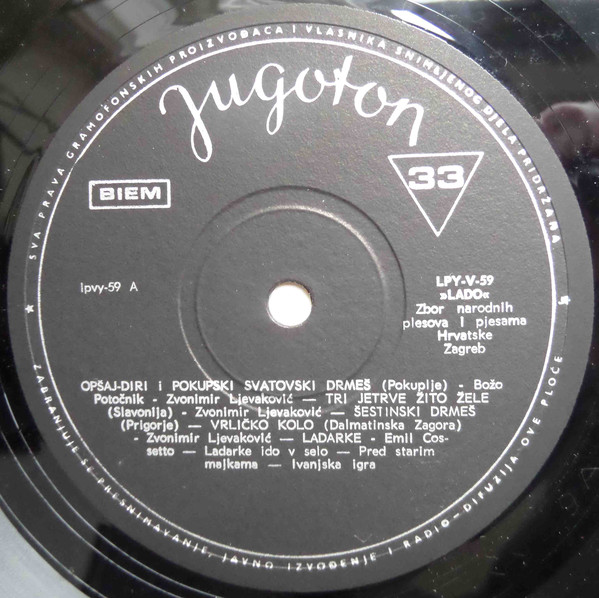 SVA PRAVA GRAMOFONSKIH PROIZVOĐAČA I VLASNIKA SNIMLJENOG DJELA PRIDRŽANA
Jugoton
BIEM
33
lpvy-59 A
LPY-V-59
»LADO«
Zbor narodnih
plesova i pjesama
Hrvatske
Zagreb
OPŠAJ-DIRI i POKUPSKI SVATOVSKI DRMEŠ (Pokuplje) - Božo
Potočnik - Zvonimir Ljevaković — TRI JETRVE ŽITO ŽELE
(Slavonija) - Zvonimir Ljevaković — ŠESTINSKI DRMEŠ
(Prigorje) — VRLIČKO KOLO (Dalmatinska Zagora)
- Zvonimir Ljevaković — LADARKE - Emil Cos-
setto — Ladarke ido v selo — Pred starim
majkama — Ivanjska igra
ZABRANJUJE SE PRESNIMAVANJE, JAVNO IZVOĐENJE I RADIO-DIFUZIJA OVE PLOČE